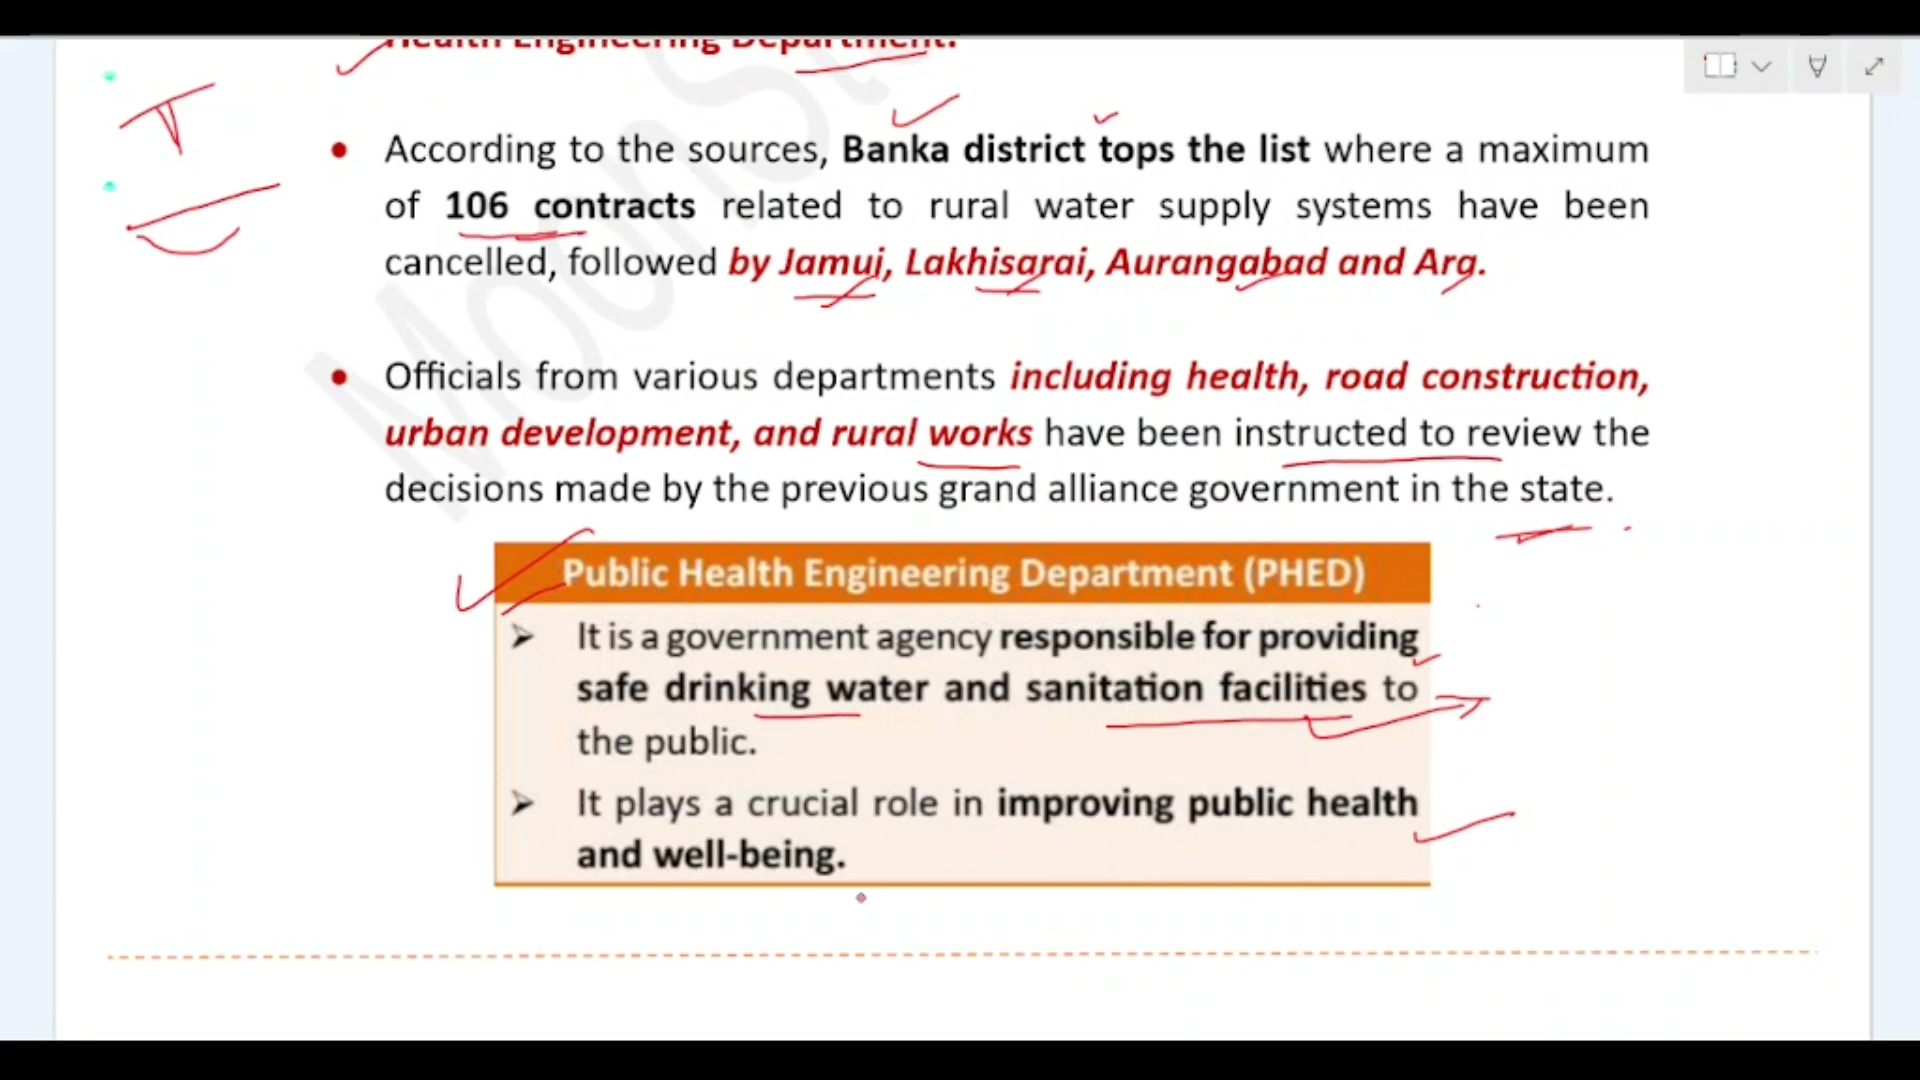 Health Engineering Department.
• According to the sources, Banka district tops the list where a maximum
of 106 contracts related to rural water supply systems have been
cancelled, followed by Jamui, Lakhisarai, Aurangabad and Ara.
• Officials from various departments including health, road construction,
urban development, and rural works have been instructed to review the
decisions made by the previous grand alliance government in the state.
Public Health Engineering Department (PHED)
➢ It is a government agency responsible for providing
safe drinking water and sanitation facilities to
the public.
➢ It plays a crucial role in improving public health
and well-being.